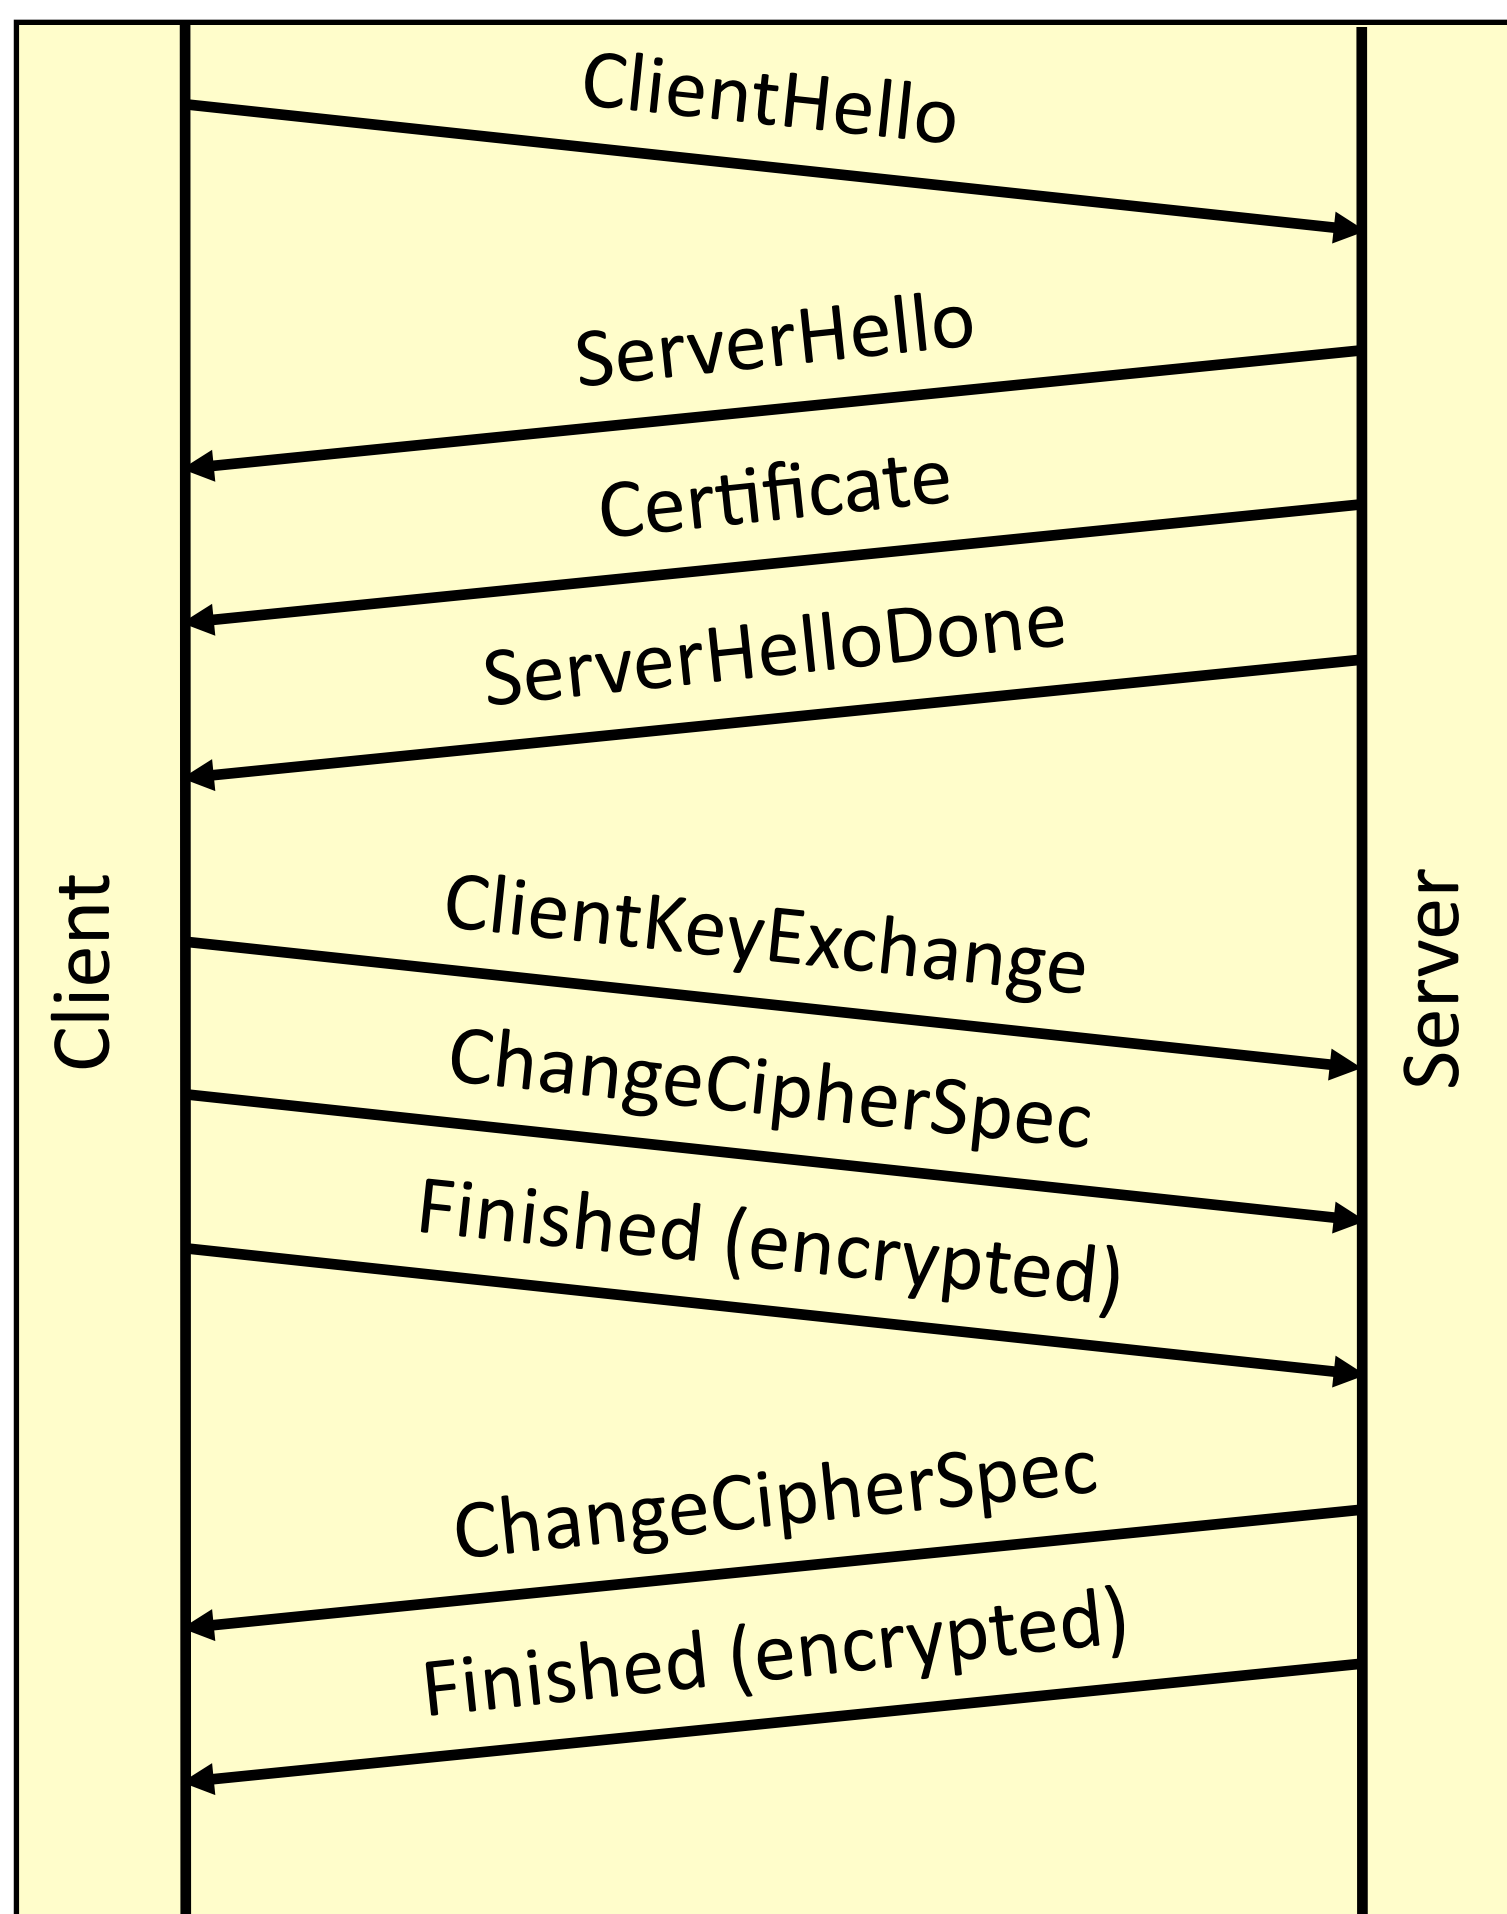 ClientHello
ServerHello
Certificate
ServerHelloDone
ClientKeyExchange
ChangeCipherSpec
Finished (encrypted)
ChangeCipherSpec
Finished (encrypted)
Client
Server